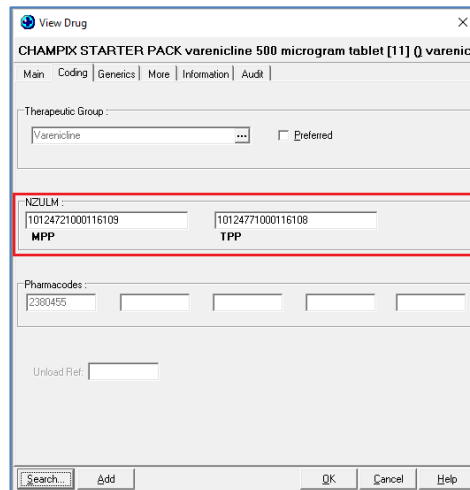 View Drug
CHAMPIX STARTER PACK varenicline 500 microgram tablet [11] () varenic
Main Coding Generics More Information Audit
Therapeutic Group :
Varenicline ... Preferred
NZULM :
10124721000116109 10124771000116108
MPP TPP
Pharmacodes :
2380455
Unload Ref:
Search... Add OK Cancel Help